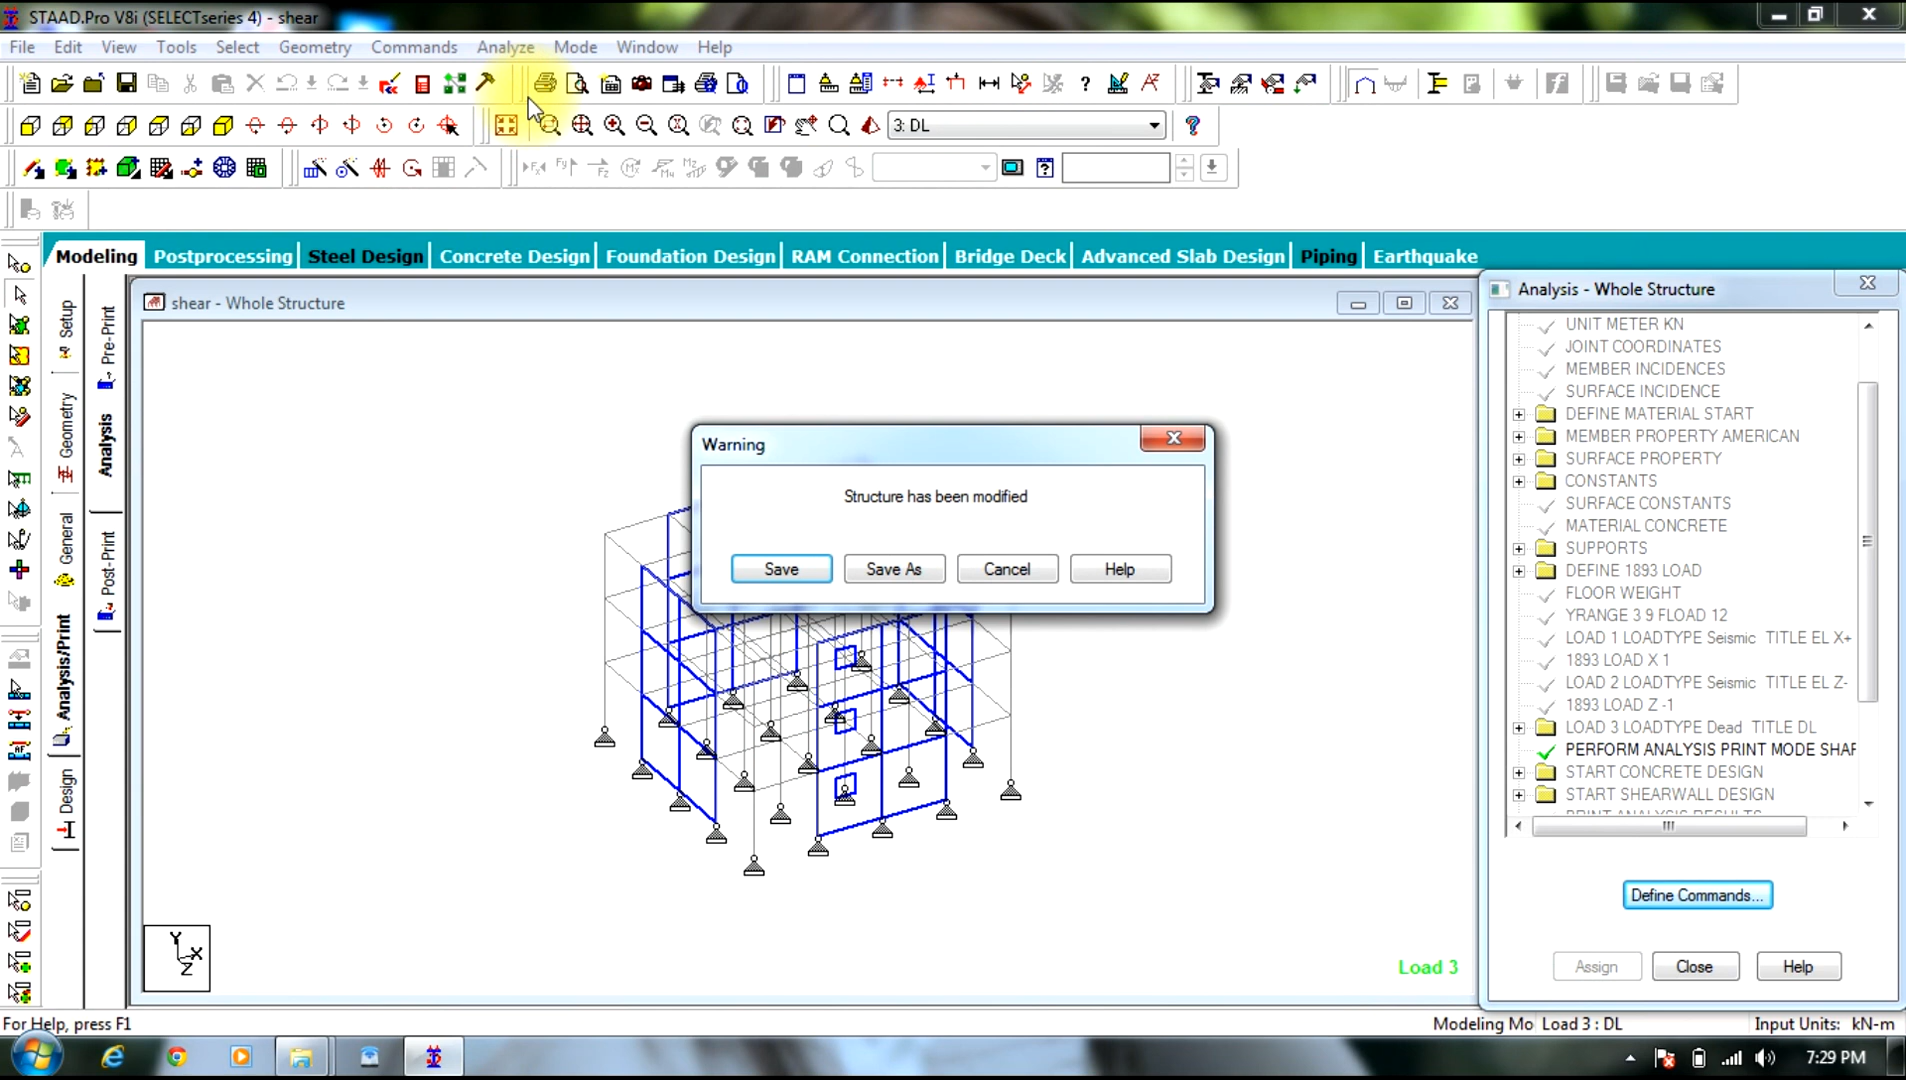 STAAD.Pro V8i (SELECTseries 4) - shear
File Edit View Tools Select Geometry Commands Analyze Mode Window Help
3: DL
Modeling Postprocessing Steel Design Concrete Design Foundation Design RAM Connection Bridge Deck Advanced Slab Design Piping Earthquake
Setup
Geometry
General
Analysis/Print
Design
Pre-Print
Analysis
Post-Print
shear - Whole Structure
Warning
Structure has been modified
Save Save As Cancel Help
Y
X
Z
Load 3
Analysis - Whole Structure
UNIT METER KN
JOINT COORDINATES
MEMBER INCIDENCES
SURFACE INCIDENCE
DEFINE MATERIAL START
MEMBER PROPERTY AMERICAN
SURFACE PROPERTY
CONSTANTS
SURFACE CONSTANTS
MATERIAL CONCRETE
SUPPORTS
DEFINE 1893 LOAD
FLOOR WEIGHT
YRANGE 3 9 FLOAD 12
LOAD 1 LOADTYPE Seismic TITLE EL X+
1893 LOAD X 1
LOAD 2 LOADTYPE Seismic TITLE EL Z-
1893 LOAD Z -1
LOAD 3 LOADTYPE Dead TITLE DL
PERFORM ANALYSIS PRINT MODE SHAP
START CONCRETE DESIGN
START SHEARWALL DESIGN
PRINT ANALYSIS RESULTS
Define Commands...
Assign Close Help
For Help, press F1
Modeling Mo Load 3 : DL Input Units: kN-m
7:29 PM